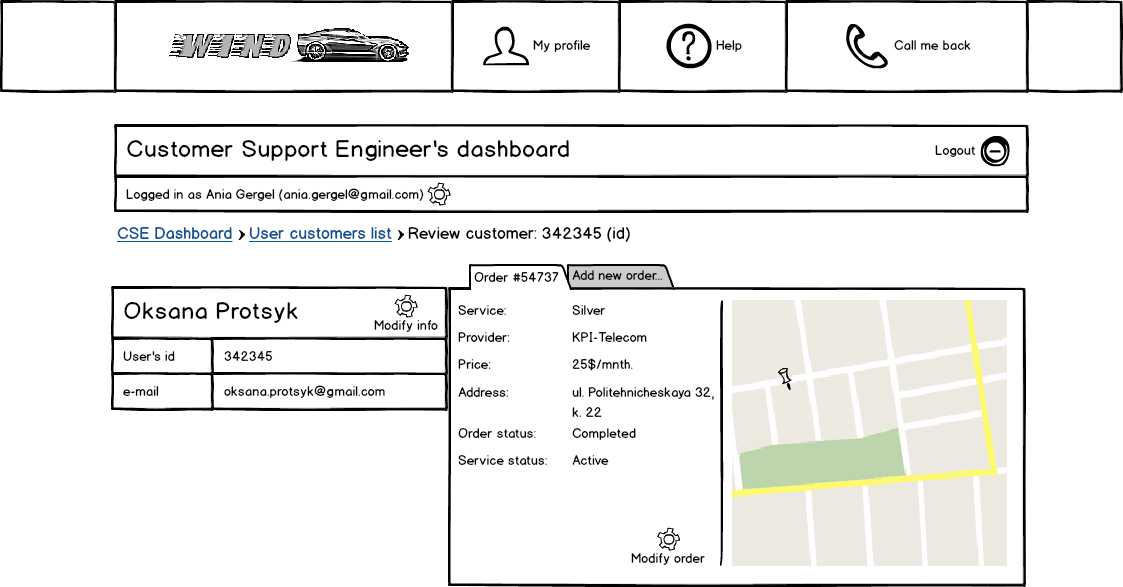 WIND
My profile
Help
Call me back
Customer Support Engineer's dashboard
Logout
Logged in as Ania Gergel (ania.gergel@gmail.com)
CSE Dashboard > User customers list > Review customer: 342345 (id)
Oksana Protsyk
Modify info
User's id 342345
e-mail oksana.protsyk@gmail.com
Order #54737
Add new order...
Service: Silver
Provider: KPI-Telecom
Price: 25$/mnth.
Address: ul. Politehnicheskaya 32,
k. 22
Order status: Completed
Service status: Active
Modify order